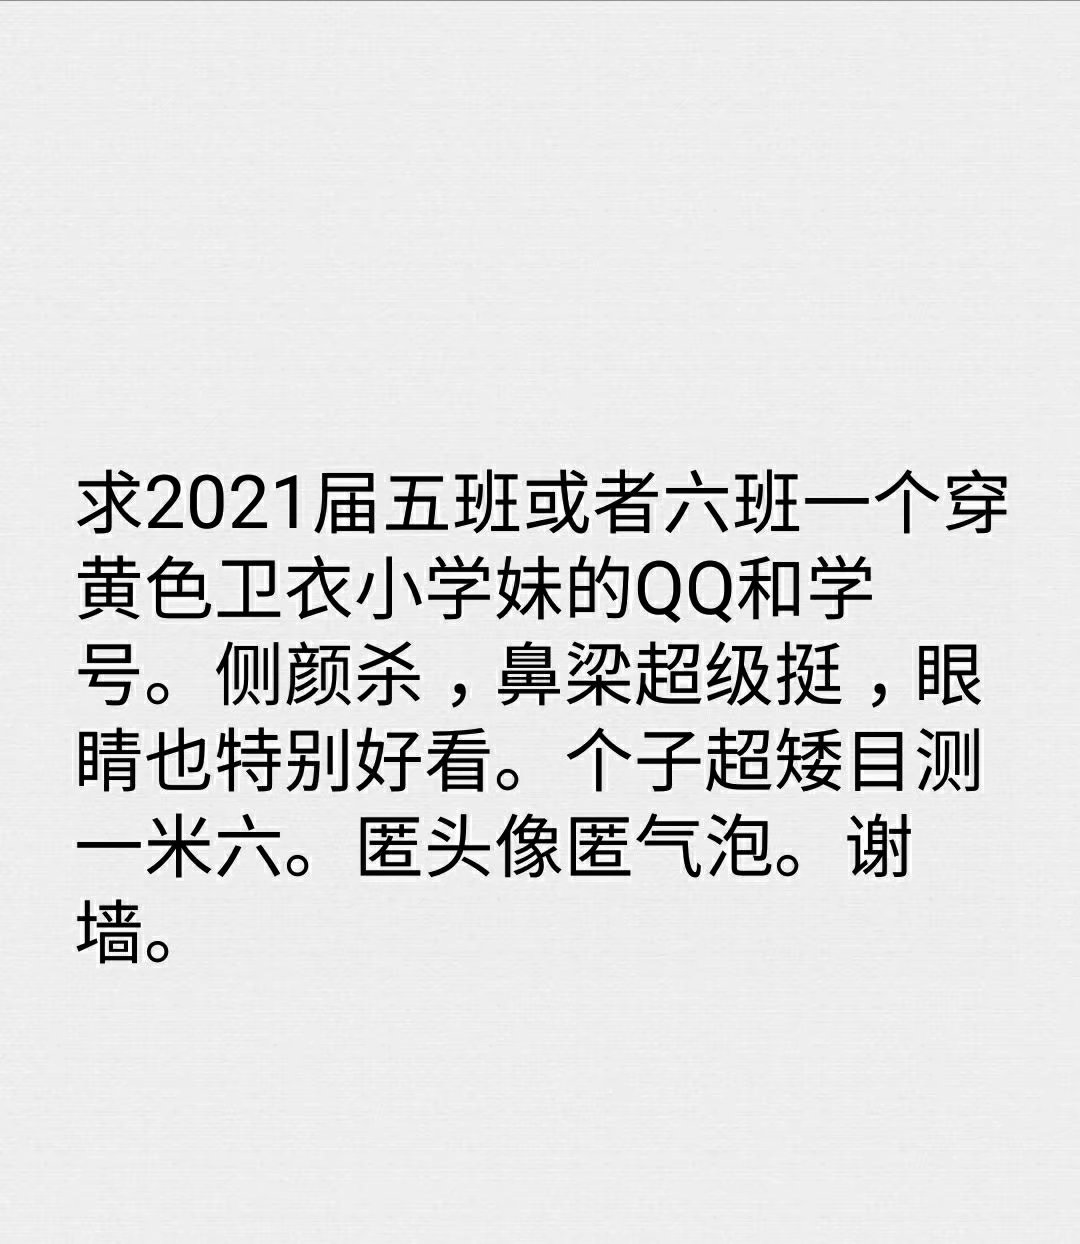 求2021届五班或者六班一个穿
黄色卫衣小学妹的QQ和学
号。侧颜杀，鼻梁超级挺，眼
睛也特别好看。个子超矮目测
一米六。匿头像匿气泡。谢
墙。